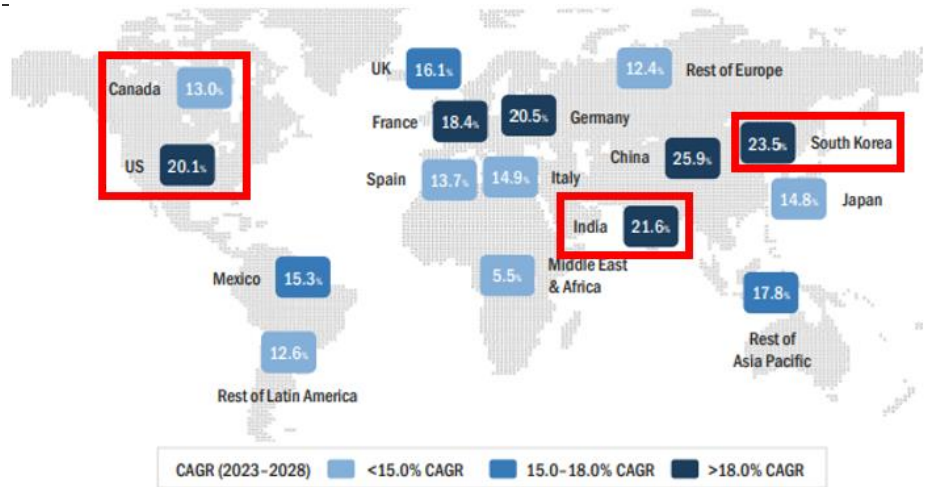 Canada 13.0%
US 20.1%
UK 16.1%
France 18.4%
20.5% Germany
12.4% Rest of Europe
Spain 13.7%
14.9% Italy
China 25.9%
23.5% South Korea
14.8% Japan
India 21.6%
5.5% Middle East
& Africa
Mexico 15.3%
12.6%
Rest of Latin America
17.8%
Rest of
Asia Pacific
CAGR (2023–2028) <15.0% CAGR 15.0–18.0% CAGR >18.0% CAGR